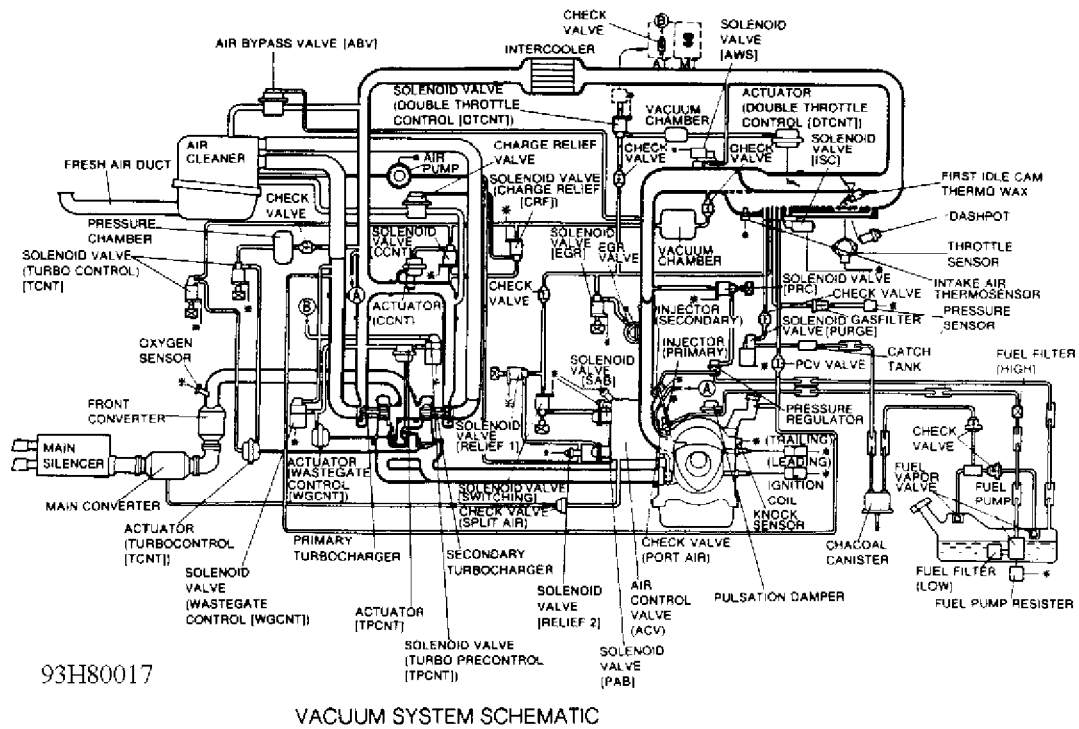 CHECK
VALVE
SOLENOID
VALVE
[AWS]
AIR BYPASS VALVE [ABV]
INTERCOOLER
B
S
AT
MT
SOLENOID VALVE
(DOUBLE THROTTLE
CONTROL [DTCNT])
VACUUM
CHAMBER
ACTUATOR
(DOUBLE THROTTLE
CONTROL [DTCNT])
SOLENOID
VALVE
[ISC]
CHECK
VALVE
CHECK
VALVE
AIR
CLEANER
FRESH AIR DUCT
AIR
PUMP
CHARGE RELIEF
VALVE
SOLENOID VALVE
(CHARGE RELIEF
[CRF])
FIRST IDLE CAM
THERMO WAX
DASHPOT
THROTTLE
SENSOR
INTAKE AIR
THERMOSENSOR
PRESSURE
SENSOR
CHECK
VALVE
PRESSURE
CHAMBER
SOLENOID VALVE
(TURBO CONTROL)
[TCNT]
SOLENOID
VALVE
[CCNT]
ACTUATOR
(CCNT)
SOLENOID
VALVE
[EGR]
EGR
VALVE
VACUUM
CHAMBER
CHECK
VALVE
SOLENOID VALVE
[PRC]
CHECK VALVE
INJECTOR
(SECONDARY)
INJECTOR
(PRIMARY)
SOLENOID GASFILTER
VALVE [PURGE]
PCV VALVE
CATCH
TANK
FUEL FILTER
(HIGH)
A
B
A
OXYGEN
SENSOR
FRONT
CONVERTER
MAIN
SILENCER
MAIN CONVERTER
SOLENOID
VALVE
[SAB]
PRESSURE
REGULATOR
SOLENOID
VALVE
[RELIEF 1]
(TRAILING)
(LEADING)
IGNITION
COIL
KNOCK
SENSOR
CHECK
VALVE
FUEL
VAPOR
VALVE
FUEL
PUMP
ACTUATOR
(WASTEGATE
CONTROL
[WGCNT])
SOLENOID VALVE
[SWITCHING]
CHECK VALVE
(SPLIT AIR)
ACTUATOR
(TURBOCONTROL
[TCNT])
PRIMARY
TURBOCHARGER
SECONDARY
TURBOCHARGER
CHECK VALVE
(PORT AIR)
CHACOAL
CANISTER
FUEL FILTER
(LOW)
FUEL PUMP RESISTER
SOLENOID
VALVE
(WASTEGATE
CONTROL [WGCNT])
ACTUATOR
[TPCNT]
SOLENOID
VALVE
[RELIEF 2]
AIR
CONTROL
VALVE
(ACV)
PULSATION DAMPER
SOLENOID VALVE
(TURBO PRECONTROL
[TPCNT])
SOLENOID
VALVE
[PAB]
93H80017
VACUUM SYSTEM SCHEMATIC